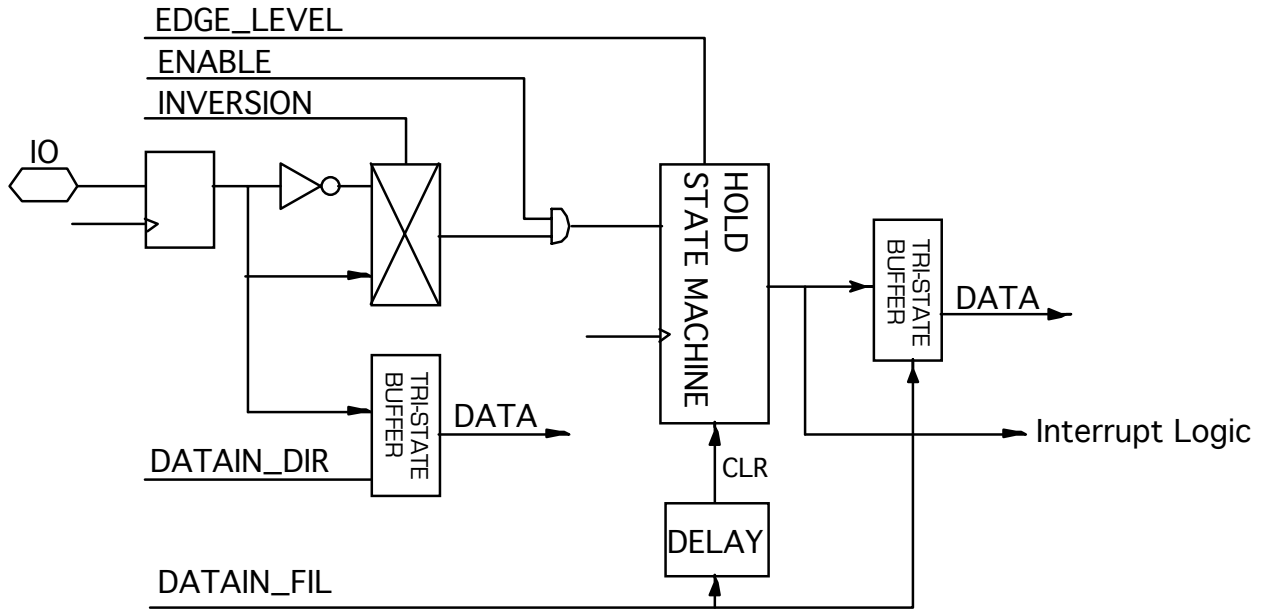 EDGE_LEVEL
ENABLE
INVERSION
IO
HOLD
STATE MACHINE
TRI-STATE
BUFFER
DATA
TRI-STATE
BUFFER
DATA
Interrupt Logic
DATAIN_DIR
CLR
DELAY
DATAIN_FIL